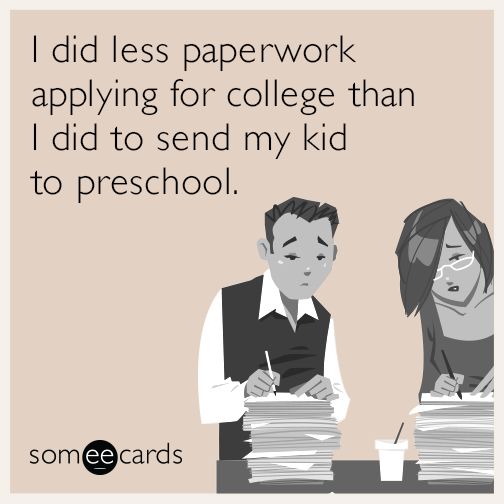 I did less paperwork
applying for college than
I did to send my kid
to preschool.
someecards